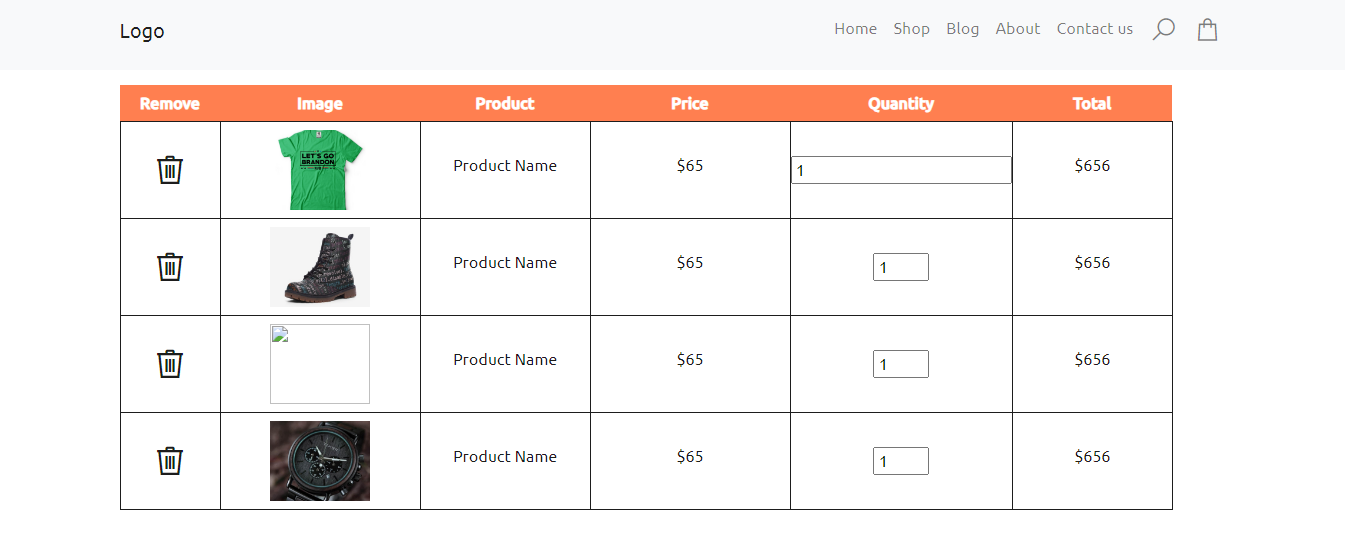 Logo
Home Shop Blog About Contact us
Remove Image Product Price Quantity Total
LET'S GO
BRANDON
Product Name $65 1 $656
Product Name $65 1 $656
Product Name $65 1 $656
Product Name $65 1 $656